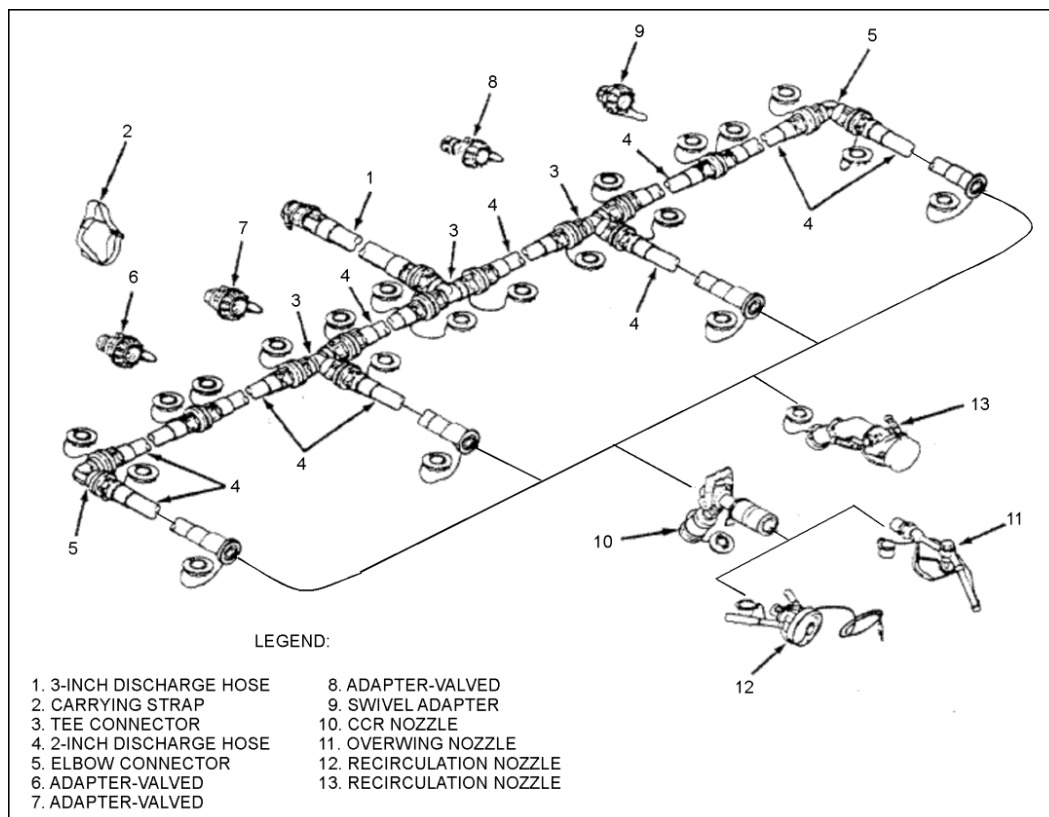 9
5
8
2
4
3
1
4
7
3
4
6
4
3
4
13
4
4
10
11
5
12
LEGEND:
1. 3-INCH DISCHARGE HOSE
2. CARRYING STRAP
3. TEE CONNECTOR
4. 2-INCH DISCHARGE HOSE
5. ELBOW CONNECTOR
6. ADAPTER-VALVED
7. ADAPTER-VALVED
8. ADAPTER-VALVED
9. SWIVEL ADAPTER
10. CCR NOZZLE
11. OVERWING NOZZLE
12. RECIRCULATION NOZZLE
13. RECIRCULATION NOZZLE